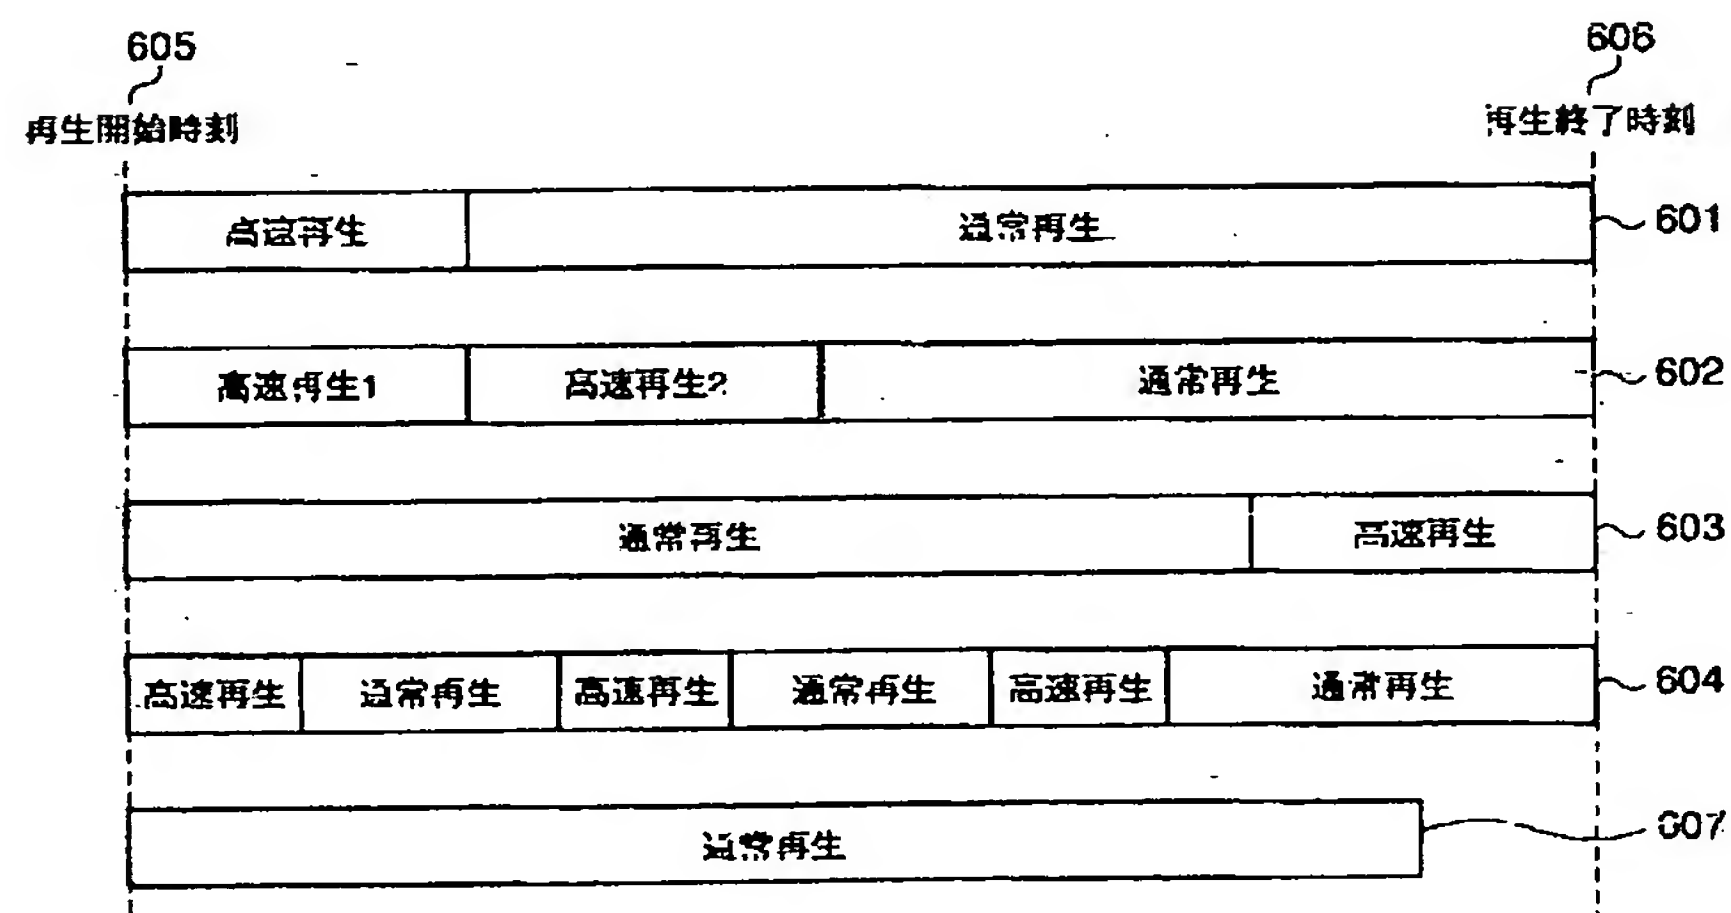 605
606
再生開始時刻
再生終了時刻
高速再生
通常再生
601
高速再生1
高速再生2
通常再生
602
通常再生
高速再生
603
高速再生
通常再生
高速再生
通常再生
高速再生
通常再生
604
通常再生
607